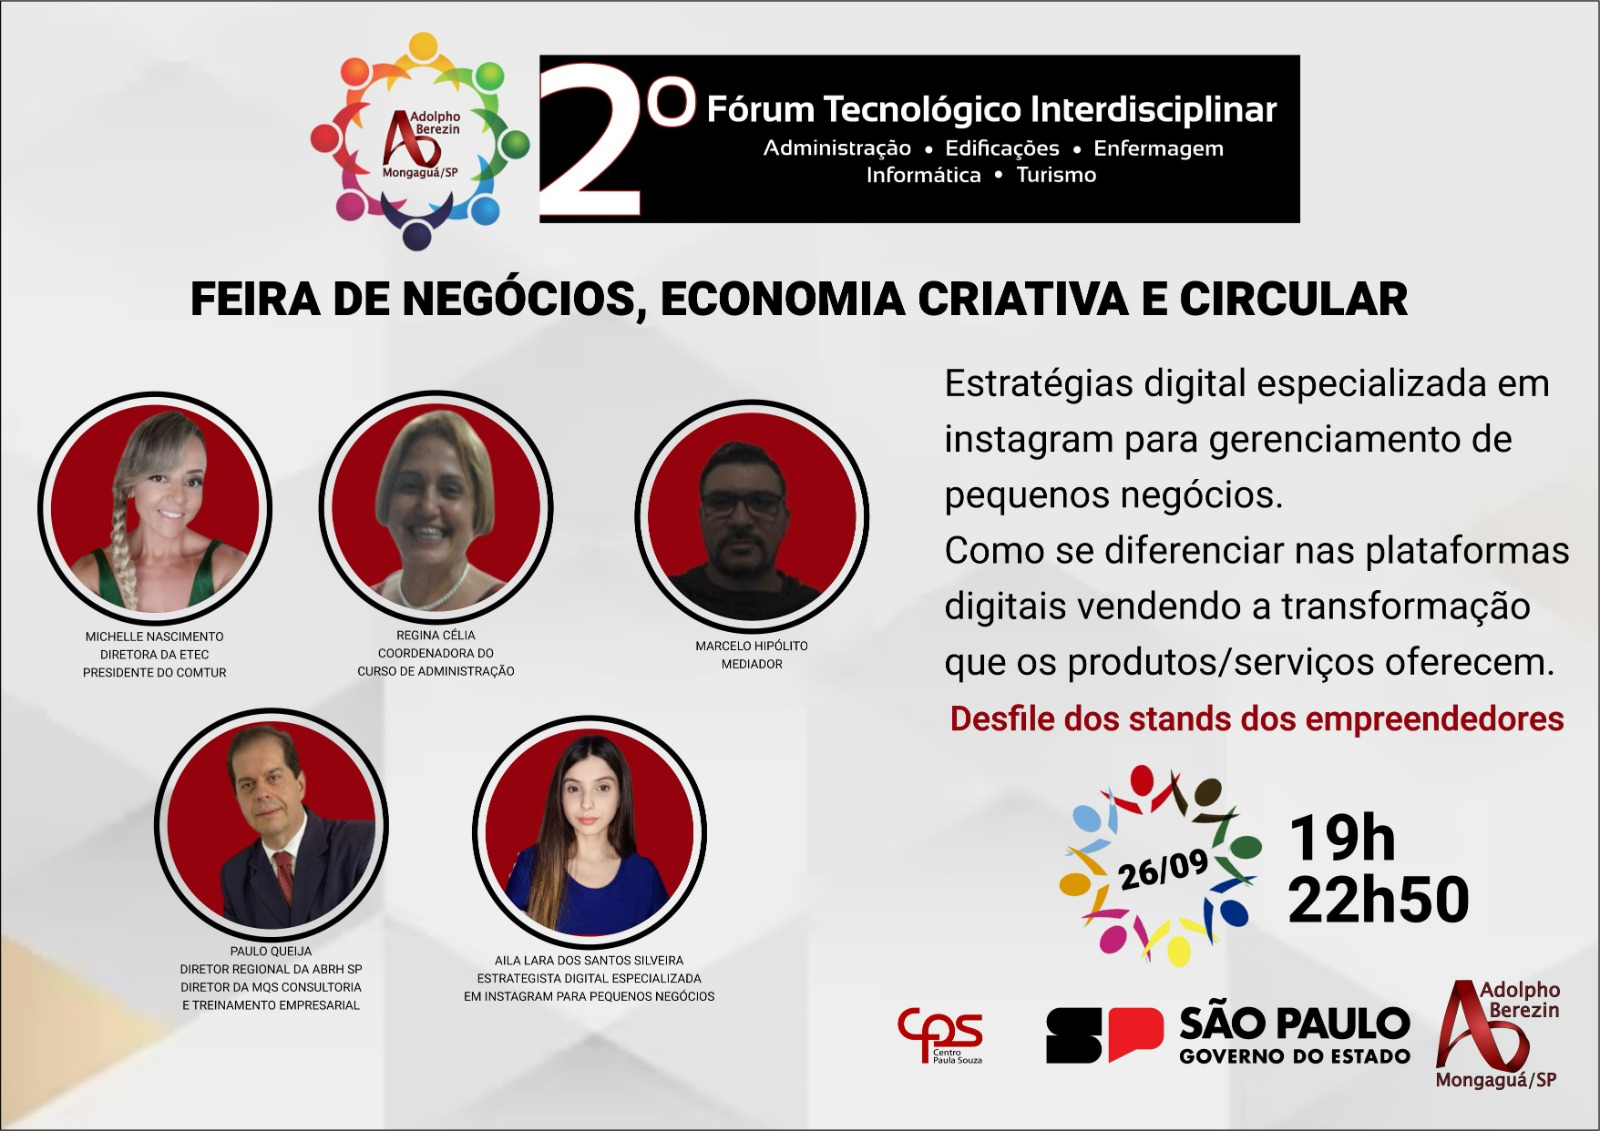 Adolpho
Berezin
Mongaguá/SP
2º Fórum Tecnológico Interdisciplinar
Administração • Edificações • Enfermagem
Informática • Turismo
FEIRA DE NEGÓCIOS, ECONOMIA CRIATIVA E CIRCULAR
MICHELLE NASCIMENTO
DIRETORA DA ETEC
PRESIDENTE DO COMTUR
REGINA CÉLIA
COORDENADORA DO
CURSO DE ADMINISTRAÇÃO
MARCELO HIPÓLITO
MEDIADOR
PAULO QUEIJA
DIRETOR REGIONAL DA ABRH SP
DIRETOR DA MQS CONSULTORIA
E TREINAMENTO EMPRESARIAL
AILA LARA DOS SANTOS SILVEIRA
ESTRATEGISTA DIGITAL ESPECIALIZADA
EM INSTAGRAM PARA PEQUENOS NEGÓCIOS
Estratégias digital especializada em
instagram para gerenciamento de
pequenos negócios.
Como se diferenciar nas plataformas
digitais vendendo a transformação
que os produtos/serviços oferecem.
Desfile dos stands dos empreendedores
26/09
19h
22h50
cps
Centro
Paula Souza
SP
SÃO PAULO
GOVERNO DO ESTADO
Adolpho
Berezin
Mongaguá/SP